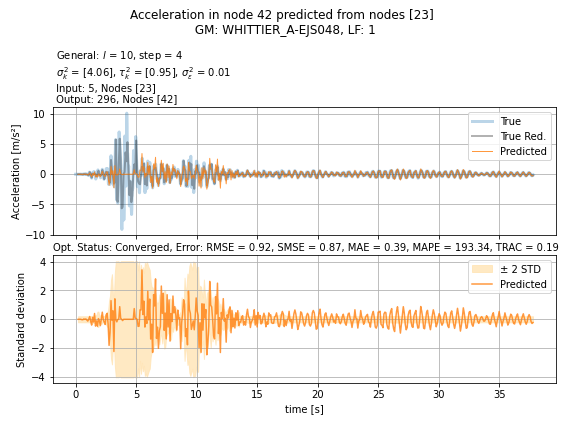 Acceleration in node 42 predicted from nodes [23]
GM: WHITTIER_A-EJS048, LF: 1
General: l = 10, step = 4
σ²ₖ = [4.06], τ²ₖ = [0.95], σ²ε = 0.01
Input: 5, Nodes [23]
Output: 296, Nodes [42]
Acceleration [m/s²]
10
5
0
−5
−10
True
True Red.
Predicted
Opt. Status: Converged, Error: RMSE = 0.92, SMSE = 0.87, MAE = 0.39, MAPE = 193.34, TRAC = 0.19
Standard deviation
4
2
0
−2
−4
± 2 STD
Predicted
0 5 10 15 20 25 30 35
time [s]